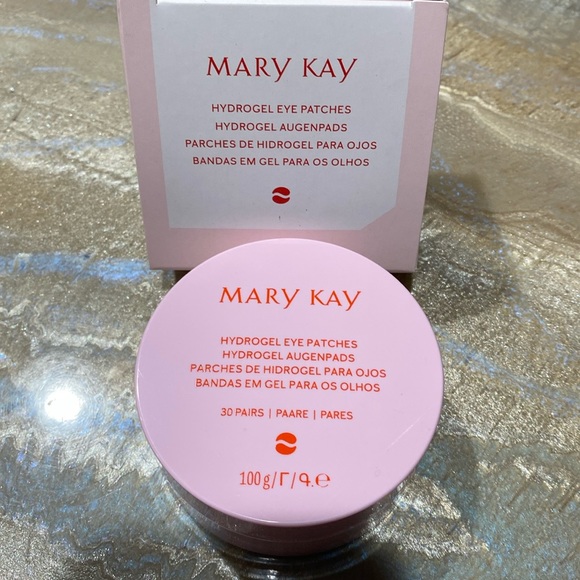 MARY KAY
HYDROGEL EYE PATCHES
HYDROGEL AUGENPADS
PARCHES DE HIDROGEL PARA OJOS
BANDAS EM GEL PARA OS OLHOS
MARY KAY
HYDROGEL EYE PATCHES
HYDROGEL AUGENPADS
PARCHES DE HIDROGEL PARA OJOS
BANDAS EM GEL PARA OS OLHOS
30 PAIRS | PAARE | PARES
100g/Г/գ.℮